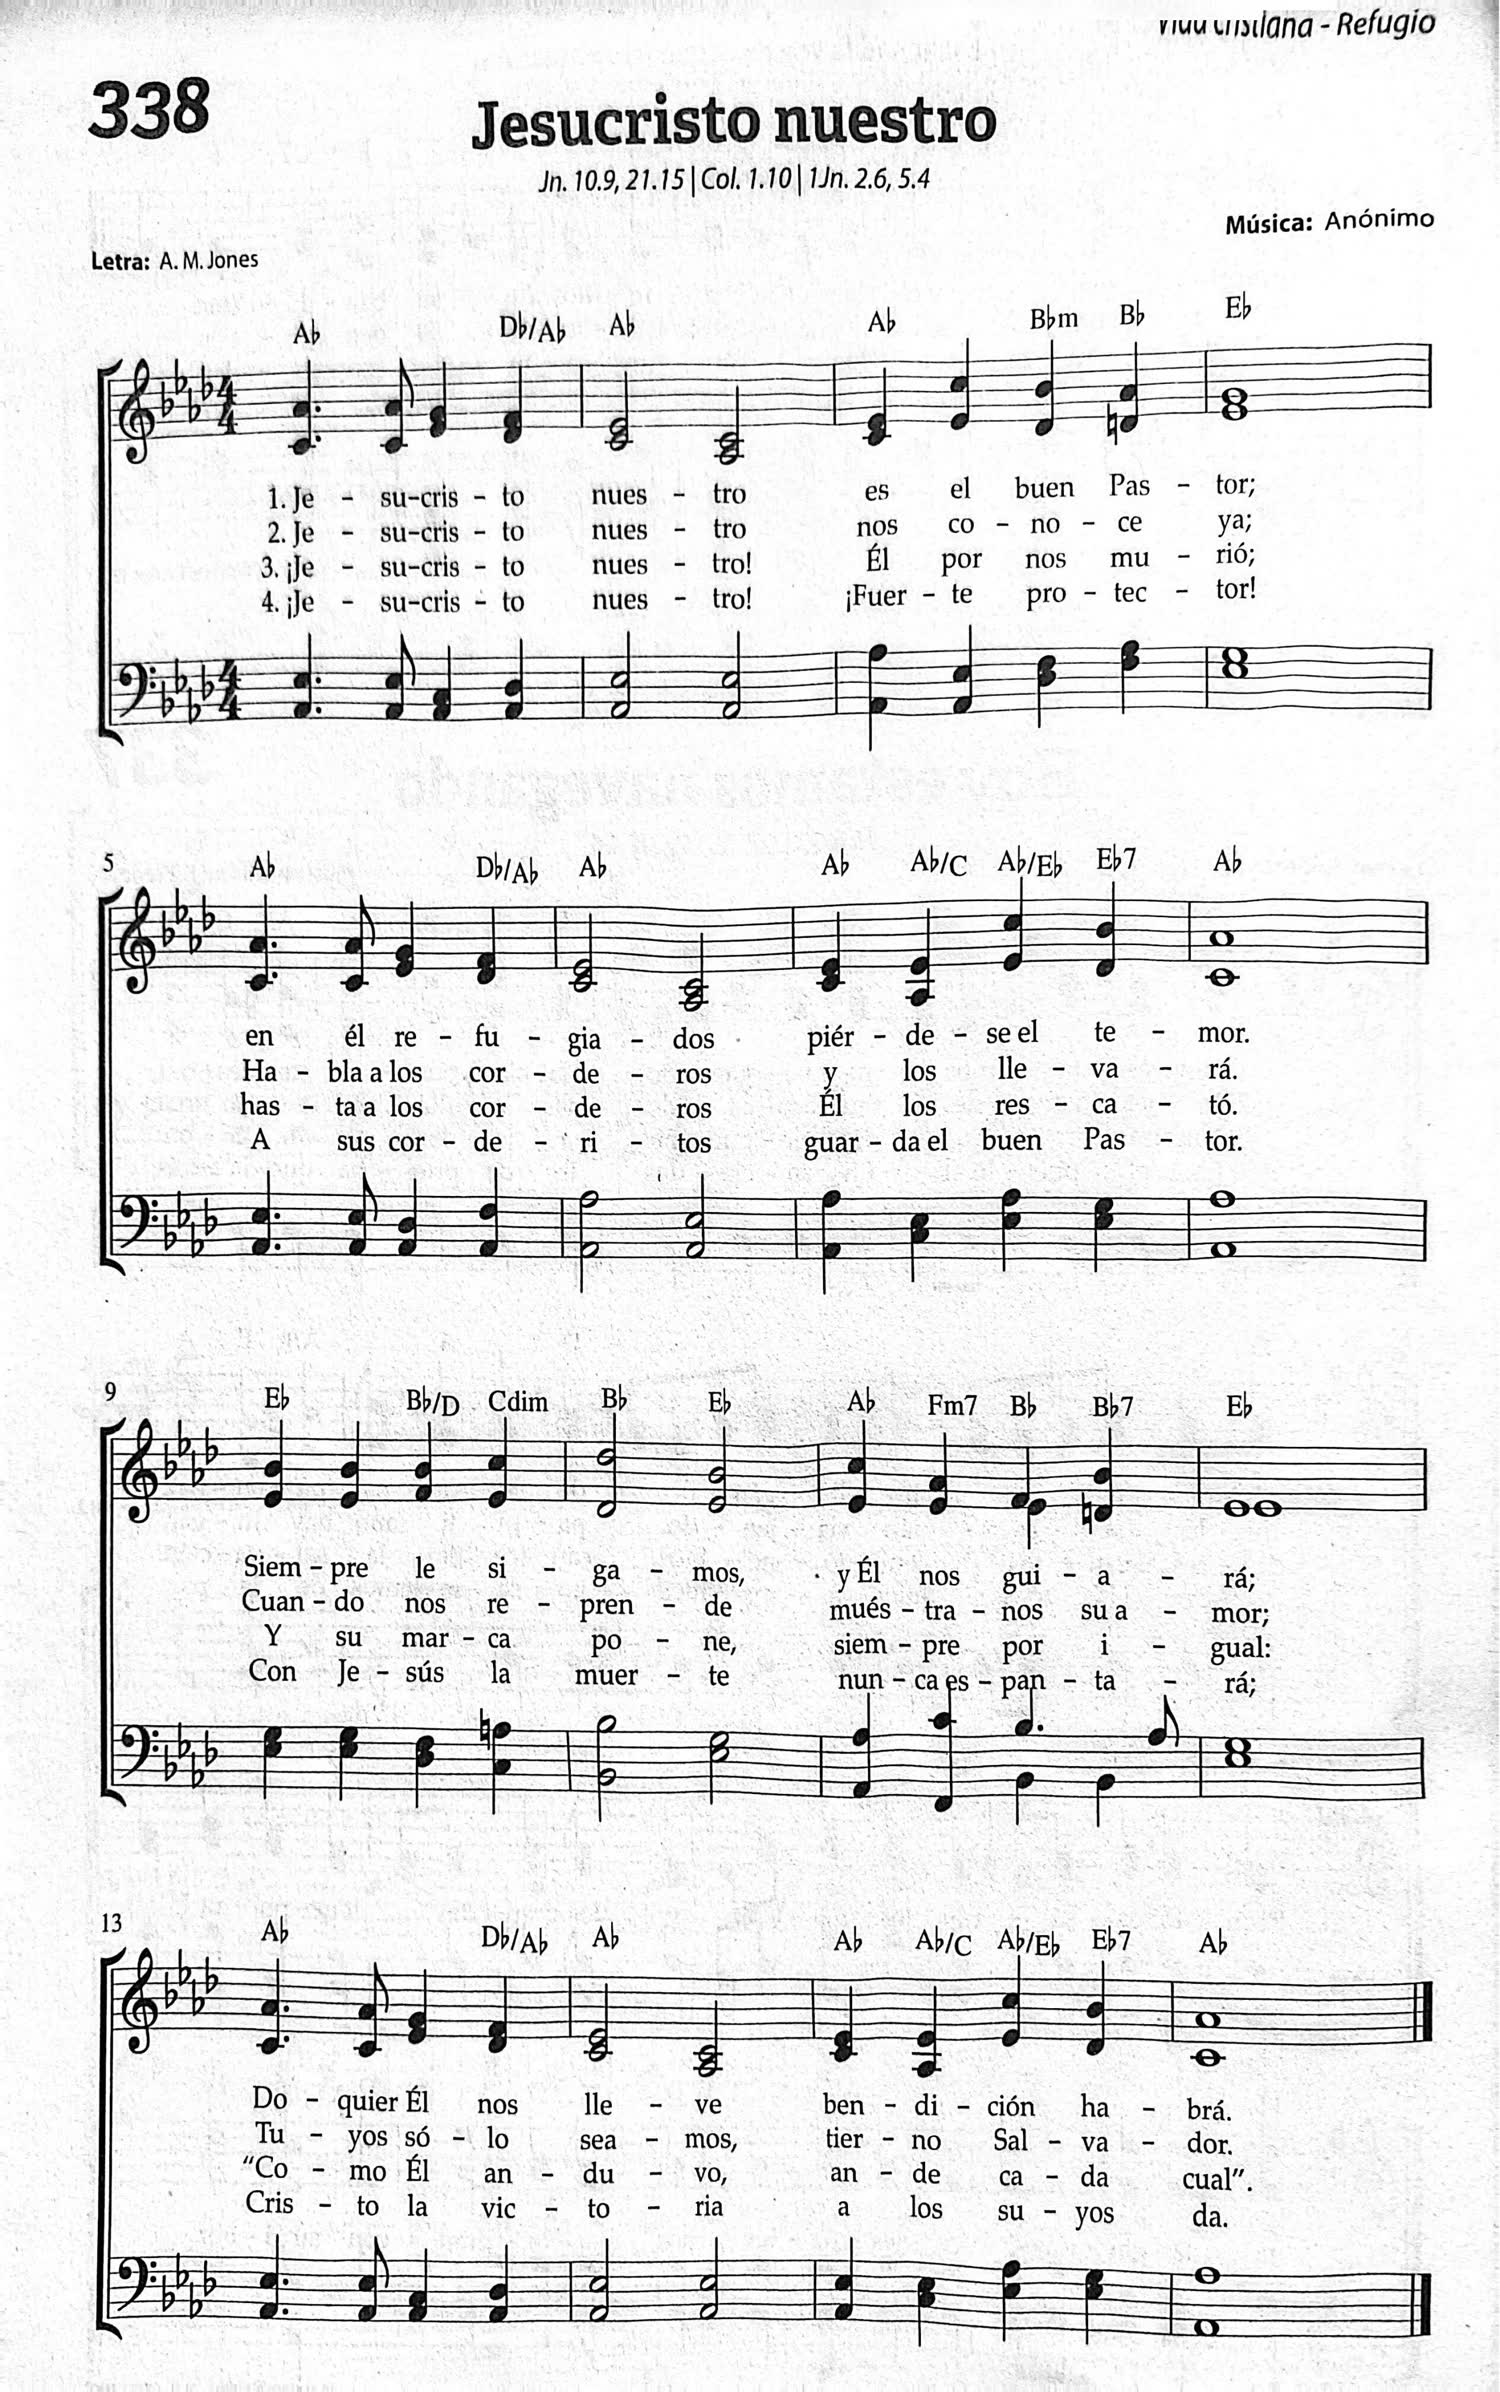 Vida cristiana - Refugio
338
Jesucristo nuestro
Jn. 10.9, 21.15 | Col. 1.10 | 1Jn. 2.6, 5.4
Música: Anónimo
Letra: A. M. Jones
A♭ D♭/A♭ A♭ A♭ B♭m B♭ E♭
4 4
1. Je - su-cris - to nues - tro es el buen Pas - tor;
2. Je - su-cris - to nues - tro nos co - no - ce ya;
3. ¡Je - su-cris - to nues - tro! Él por nos mu - rió;
4. ¡Je - su-cris - to nues - tro! ¡Fuer - te pro - tec - tor!
4 4
5 A♭ D♭/A♭ A♭ A♭ A♭/C A♭/E♭ E♭7 A♭
en él re - fu - gia - dos piér - de - se el te - mor.
Ha - bla a los cor - de - ros y los lle - va - rá.
has - ta a los cor - de - ros Él los res - ca - tó.
A sus cor - de - ri - tos guar - da el buen Pas - tor.
9 E♭ B♭/D Cdim B♭ E♭ A♭ Fm7 B♭ B♭7 E♭
Siem - pre le si - ga - mos, y Él nos gui - a - rá;
Cuan - do nos re - pren - de mués - tra - nos su a - mor;
Y su mar - ca po - ne, siem - pre por i - gual:
Con Je - sús la muer - te nun - ca es - pan - ta - rá;
13 A♭ D♭/A♭ A♭ A♭ A♭/C A♭/E♭ E♭7 A♭
Do - quier Él nos lle - ve ben - di - ción ha - brá.
Tu - yos só - lo sea - mos, tier - no Sal - va - dor.
“Co - mo Él an - du - vo, an - de ca - da cual”.
Cris - to la vic - to - ria a los su - yos da.